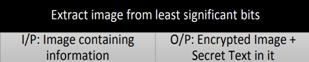 Extract image from least significant bits
I/P: Image containing
information
O/P: Encrypted Image +
Secret Text in it